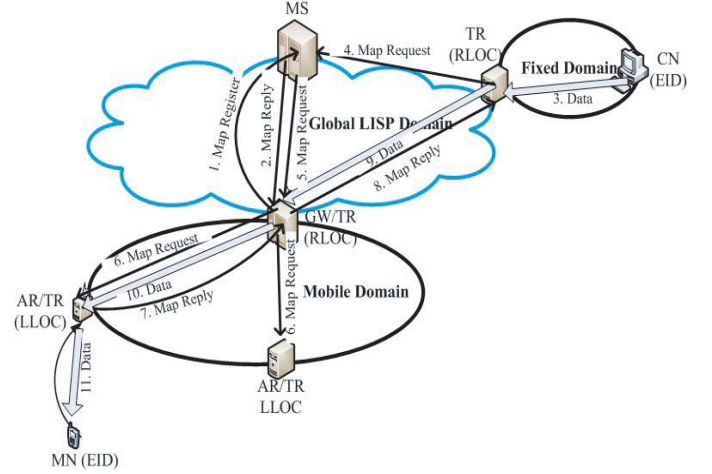 MS
TR
(RLOC)
4. Map Request
Fixed Domain
CN
(EID)
3. Data
1. Map Register
2. Map Reply
5. Map Request
Global LISP Domain
9. Data
8. Map Reply
GW/TR
(RLOC)
6. Map Request
10. Data
7. Map Reply
6. Map Request
Mobile Domain
AR/TR
(LLOC)
11. Data
AR/TR
LLOC
MN (EID)